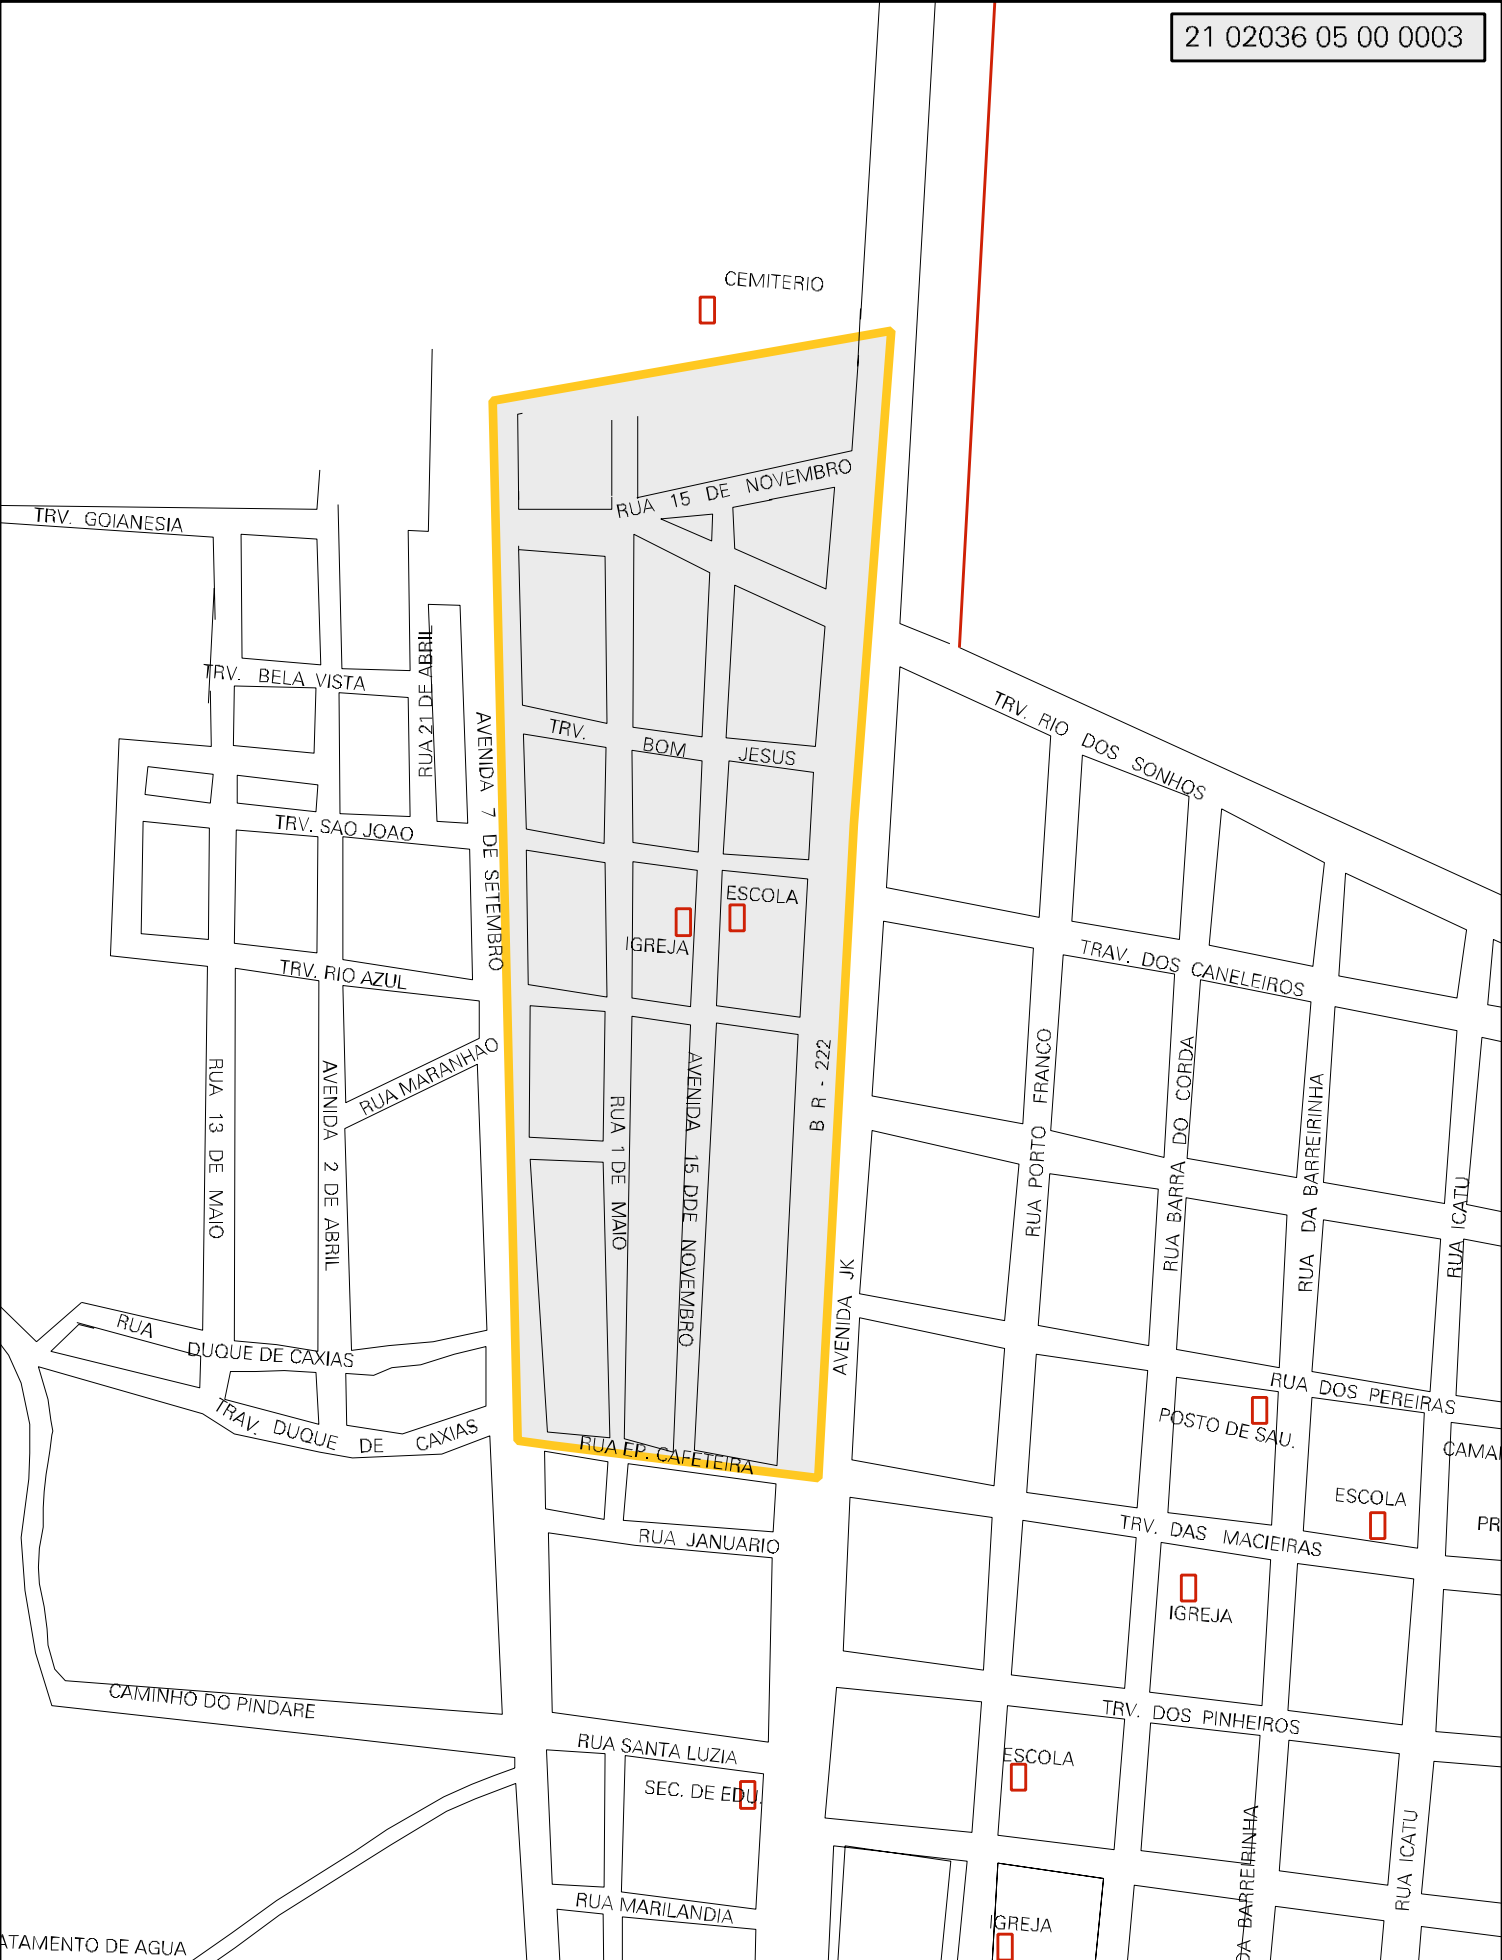 21 02036 05 00 0003
CEMITERIO
RUA 15 DE NOVEMBRO
TRV. GOIANESIA
TRV. BELA VISTA
RUA 21 DE ABRIL
AVENIDA 7 DE SETEMBRO
TRV. BOM JESUS
TRV. RIO DOS SONHOS
TRV. SAO JOAO
ESCOLA
IGREJA
TRV. RIO AZUL
TRAV. DOS CANELEIROS
RUA MARANHAO
RUA 13 DE MAIO
AVENIDA 2 DE ABRIL
RUA 1 DE MAIO
AVENIDA 15 DDE NOVEMBRO
B R - 222
AVENIDA JK
RUA PORTO FRANCO
RUA BARRA DO CORDA
RUA DA BARREIRINHA
RUA ICATU
RUA DUQUE DE CAXIAS
TRAV. DUQUE DE CAXIAS
RUA DOS PEREIRAS
POSTO DE SAU.
RUA EP. CAFETEIRA
CAMA
ESCOLA
PR
RUA JANUARIO
TRV. DAS MACIEIRAS
IGREJA
CAMINHO DO PINDARE
TRV. DOS PINHEIROS
RUA SANTA LUZIA
ESCOLA
SEC. DE EDU.
DA BARREIRINHA
RUA ICATU
RUA MARILANDIA
IGREJA
ATAMENTO DE AGUA